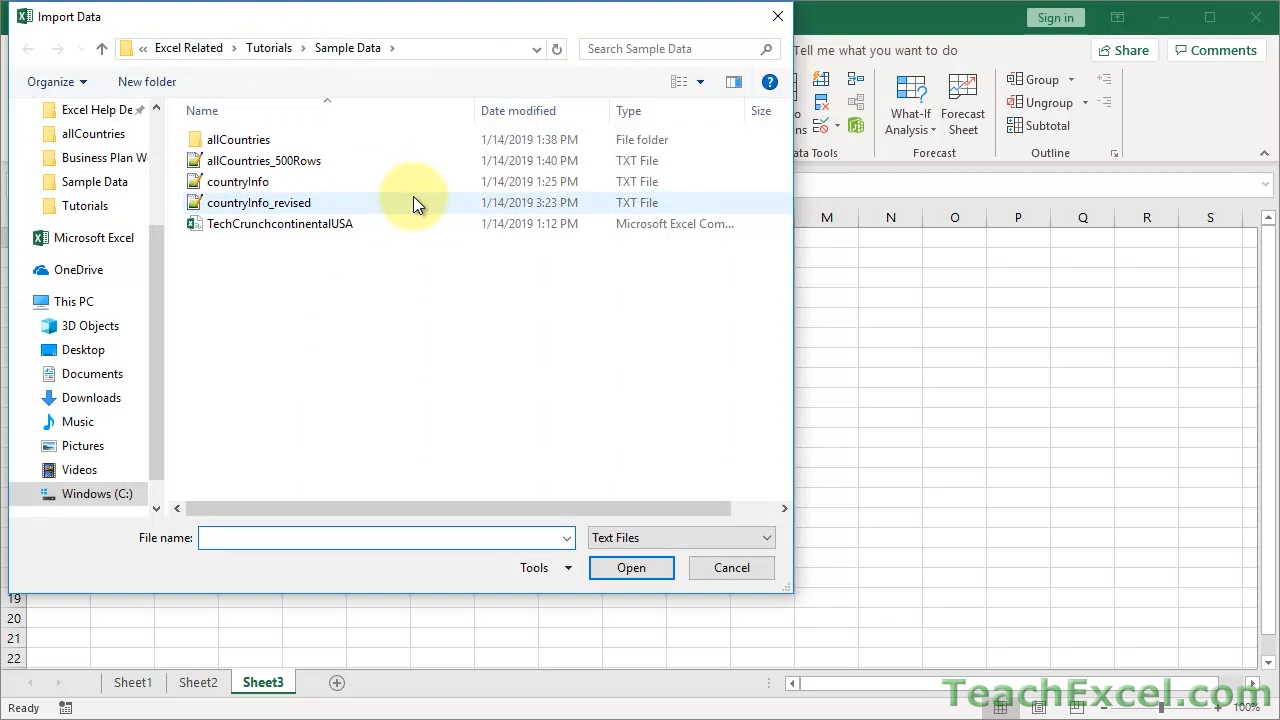 Import Data
Sign in
« Excel Related > Tutorials > Sample Data >
Search Sample Data
Tell me what you want to do
Share
Comments
Organize
New folder
Group
Ungroup
Subtotal
What-If
Analysis
Forecast
Sheet
Data Tools
Forecast
Outline
Name
Date modified
Type
Size
Excel Help De
allCountries
Business Plan W
Sample Data
Tutorials
Microsoft Excel
OneDrive
This PC
3D Objects
Desktop
Documents
Downloads
Music
Pictures
Videos
Windows (C:)
allCountries 1/14/2019 1:38 PM File folder
allCountries_500Rows 1/14/2019 1:40 PM TXT File
countryInfo 1/14/2019 1:25 PM TXT File
countryInfo_revised 1/14/2019 3:23 PM TXT File
TechCrunchcontinentalUSA 1/14/2019 1:12 PM Microsoft Excel Com...
M N O P Q R S
File name:
Text Files
Tools
Open
Cancel
19
20
21
22
Sheet1 Sheet2 Sheet3
Ready
100%
TeachExcel.com